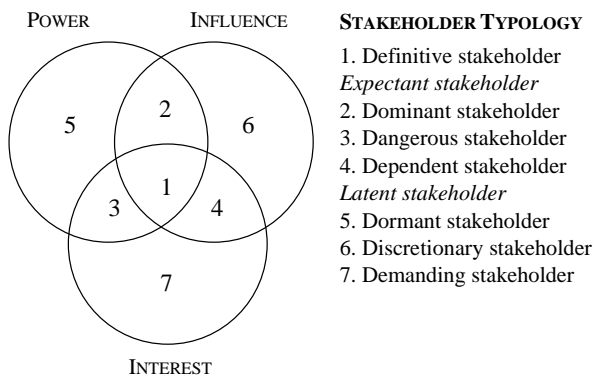 POWER
INFLUENCE
5
2
6
1
3
4
7
INTEREST
STAKEHOLDER TYPOLOGY
1. Definitive stakeholder
Expectant stakeholder
2. Dominant stakeholder
3. Dangerous stakeholder
4. Dependent stakeholder
Latent stakeholder
5. Dormant stakeholder
6. Discretionary stakeholder
7. Demanding stakeholder